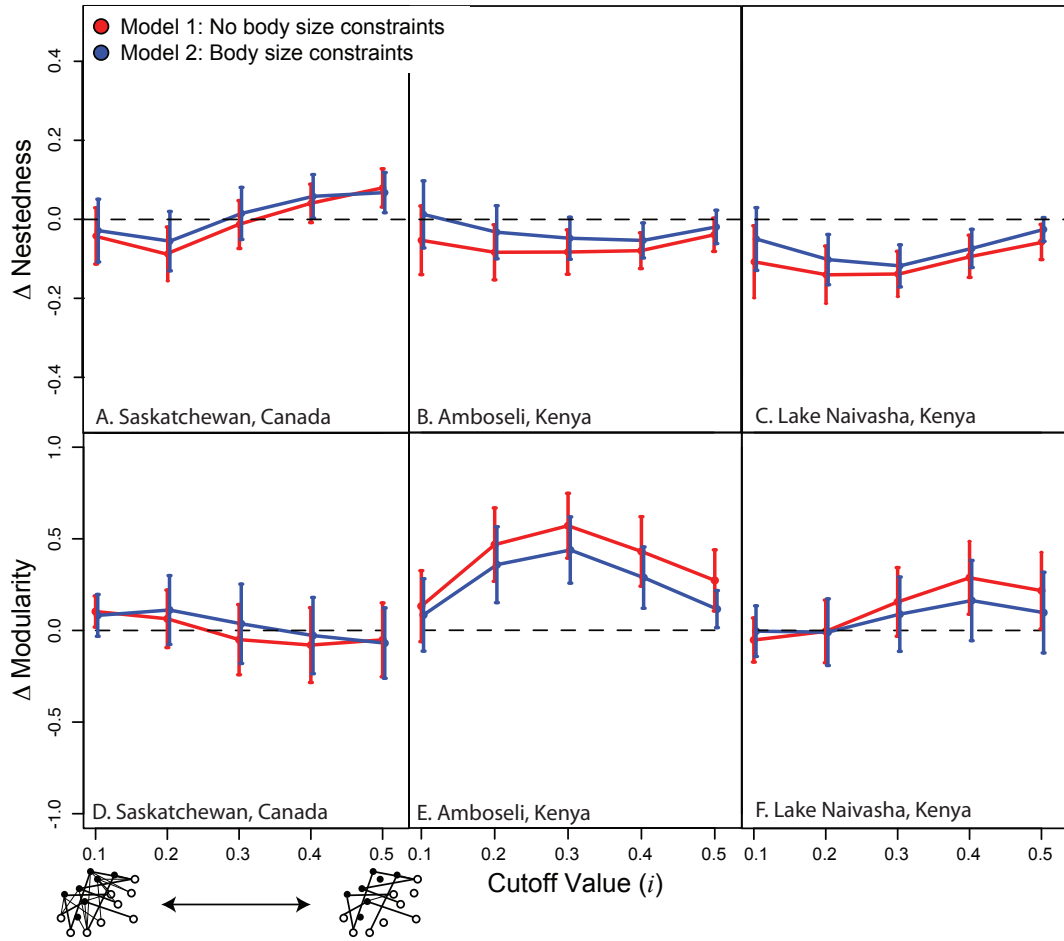 Model 1: No body size constraints
Model 2: Body size constraints
Δ Nestedness
0.4
0.2
0.0
-0.2
-0.4
A. Saskatchewan, Canada
B. Amboseli, Kenya
C. Lake Naivasha, Kenya
Δ Modularity
1.0
0.5
0.0
-0.5
-1.0
D. Saskatchewan, Canada
E. Amboseli, Kenya
F. Lake Naivasha, Kenya
0.1 0.2 0.3 0.4 0.5 0.1 0.2 0.3 0.4 0.5 0.1 0.2 0.3 0.4 0.5
Cutoff Value (i)